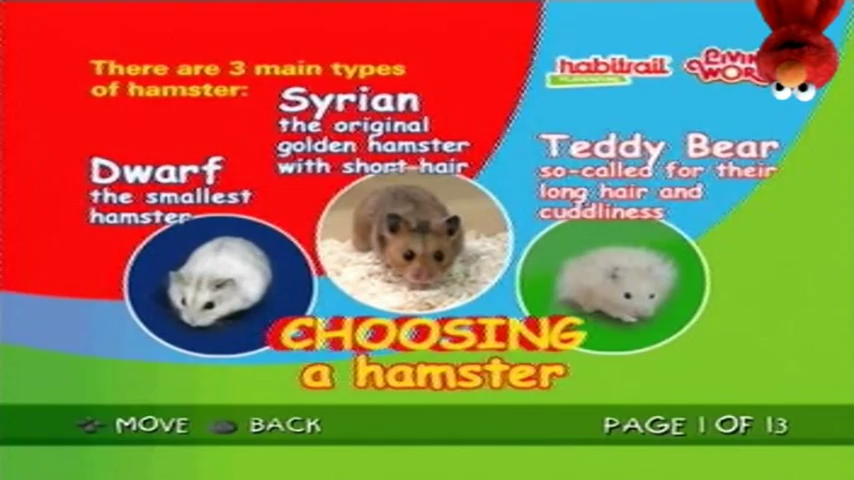 There are 3 main types
of hamster:
Dwarf
the smallest
hamster
Syrian
the original
golden hamster
with short hair
habitrail
Teddy Bear
so-called for their
long hair and
cuddliness
CHOOSING
a hamster
MOVE BACK PAGE 1 OF 13